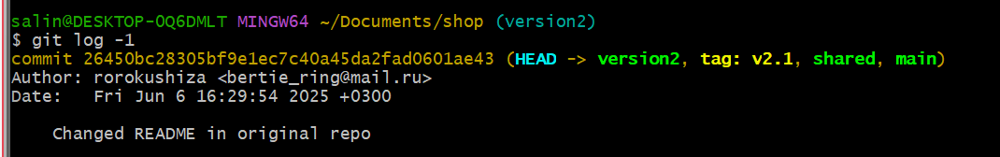 salin@DESKTOP-0Q6DMLT MINGW64 ~/Documents/shop (version2)
$ git log -1
commit 26450bc28305bf9e1ec7c40a45da2fad0601ae43 (HEAD -> version2, tag: v2.1, shared, main)
Author: rorokushiza <bertie_ring@mail.ru>
Date:   Fri Jun 6 16:29:54 2025 +0300
    Changed README in original repo